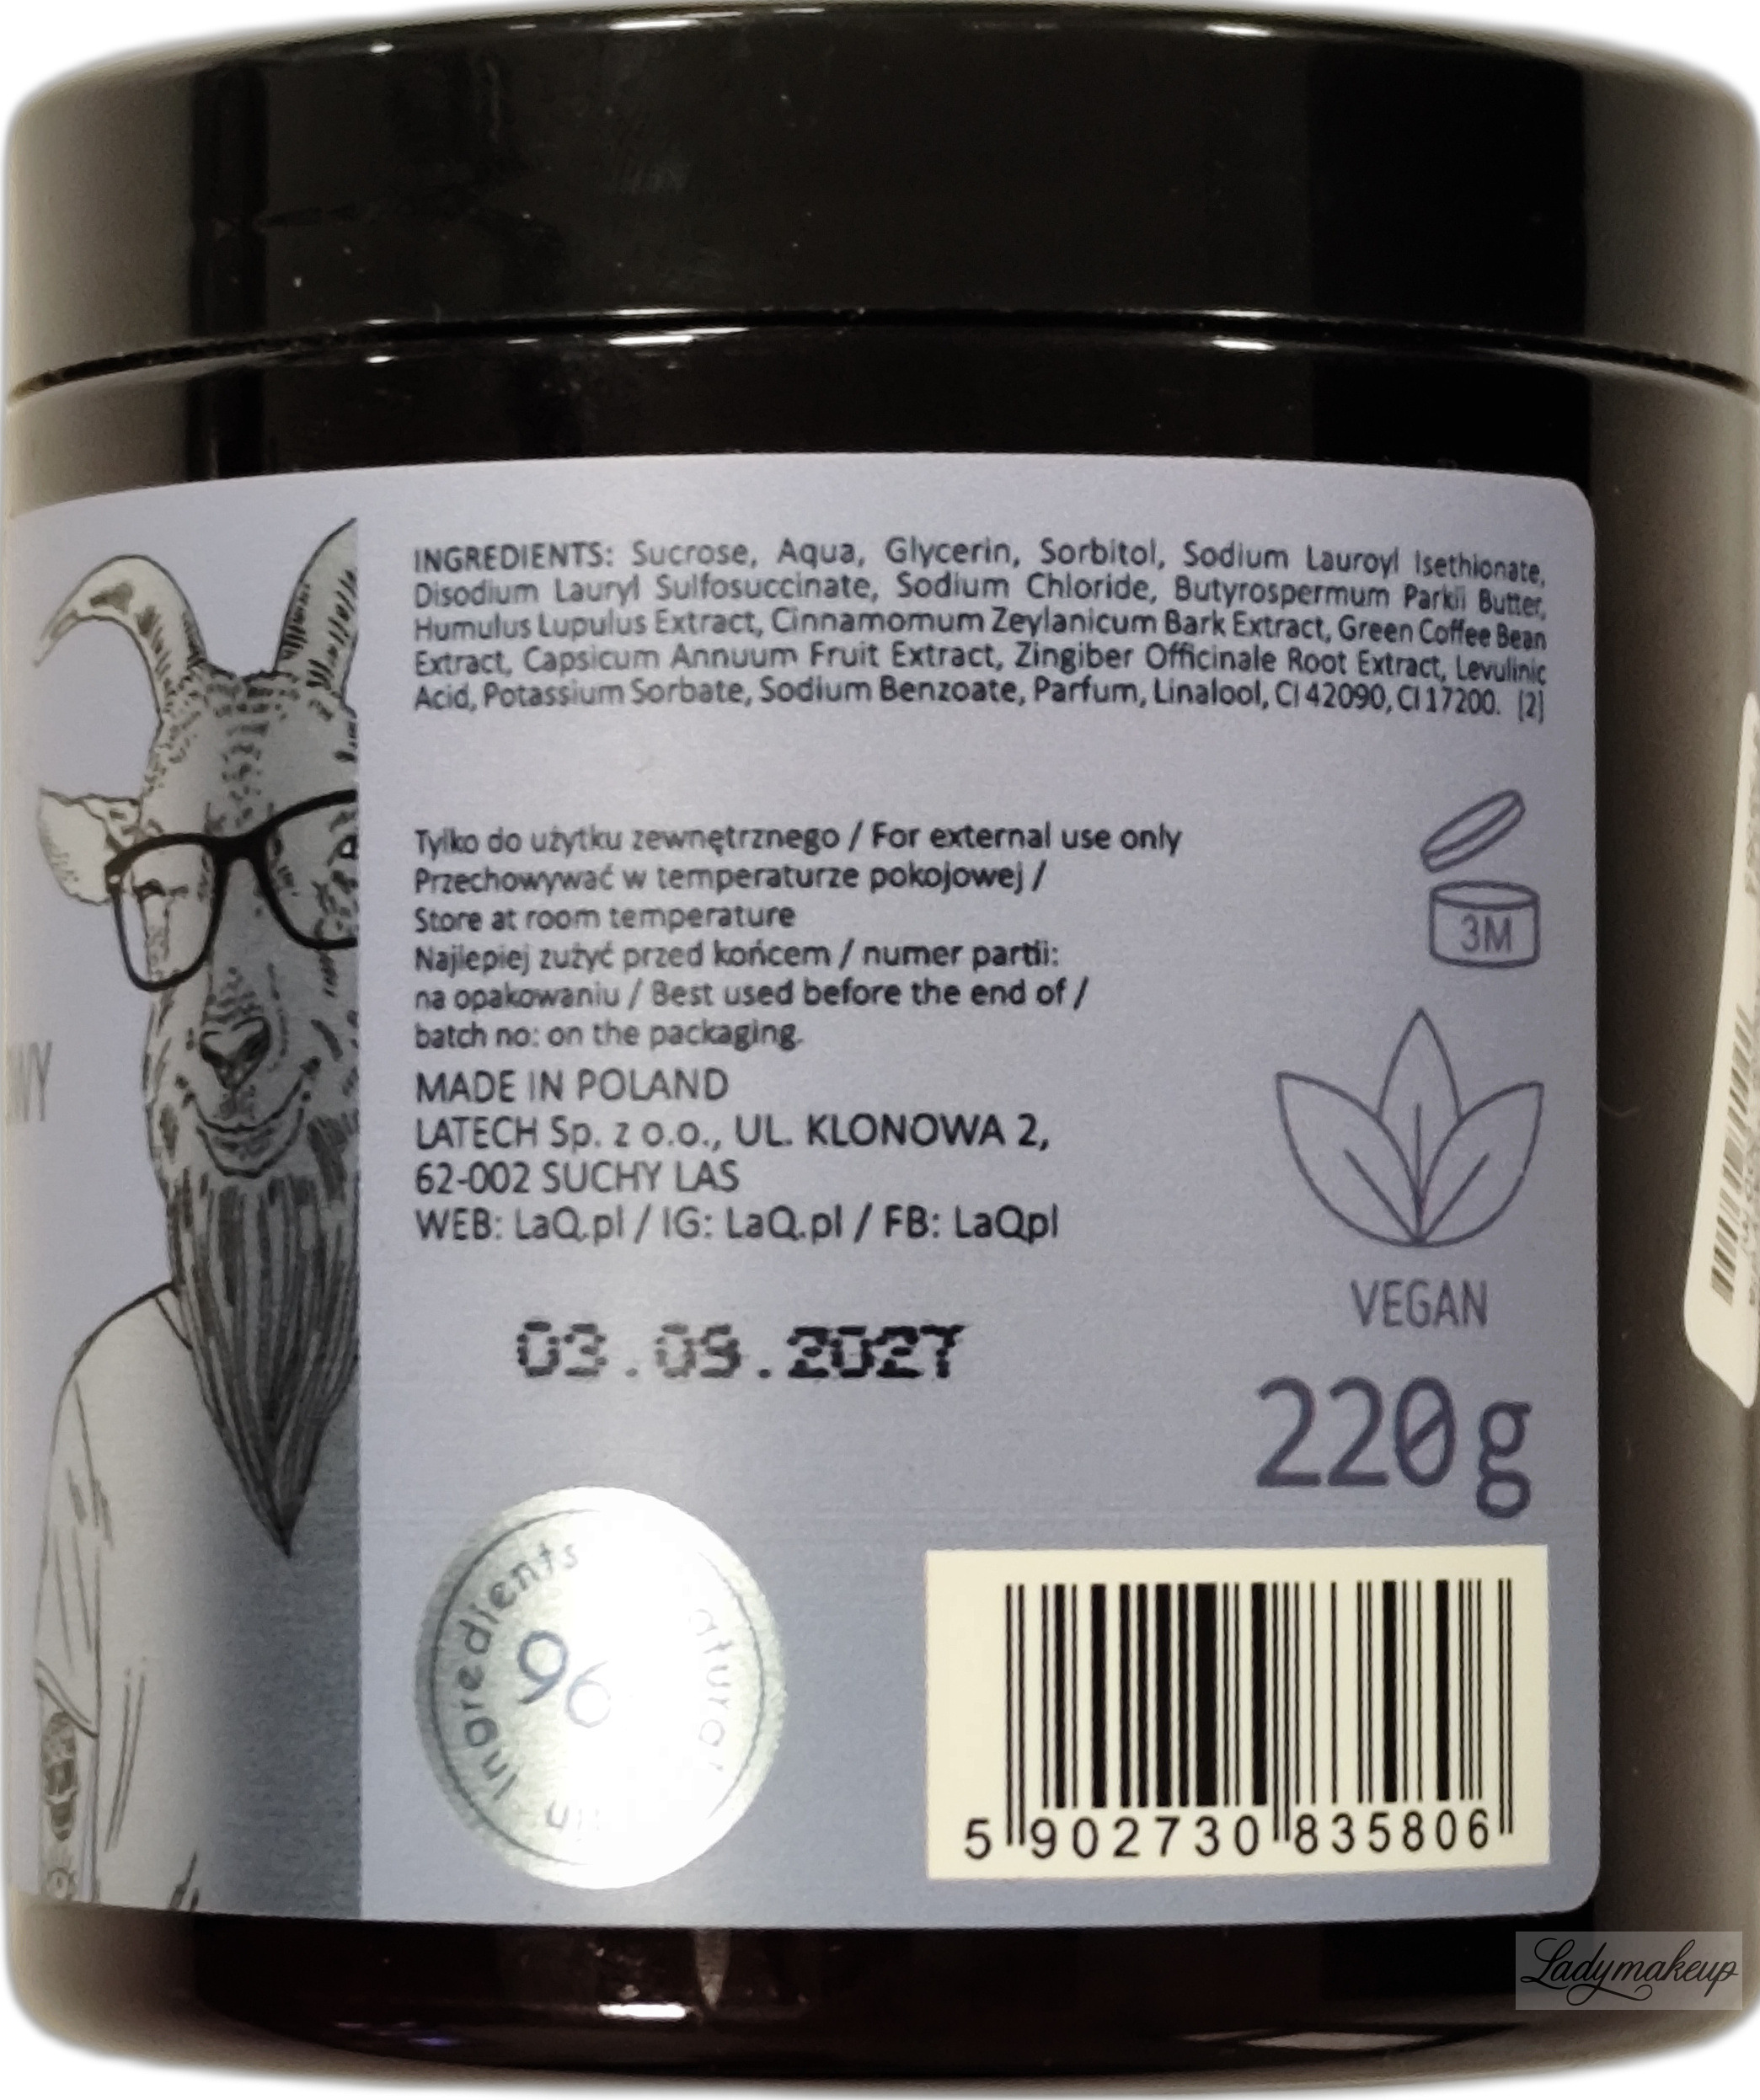 INGREDIENTS: Sucrose, Aqua, Glycerin, Sorbitol, Sodium Lauroyl Isethionate,
Disodium Lauryl Sulfosuccinate, Sodium Chloride, Butyrospermum Parkii Butter,
Humulus Lupulus Extract, Cinnamomum Zeylanicum Bark Extract, Green Coffee Bean
Extract, Capsicum Annuum Fruit Extract, Zingiber Officinale Root Extract, Levulinic
Acid, Potassium Sorbate, Sodium Benzoate, Parfum, Linalool, CI 42090, CI 17200. [2]
Tylko do użytku zewnętrznego / For external use only
Przechowywać w temperaturze pokojowej /
Store at room temperature
Najlepiej zużyć przed końcem / numer partii:
na opakowaniu / Best used before the end of /
batch no: on the packaging.
3M
MADE IN POLAND
LATECH Sp. z o.o., UL. KLONOWA 2,
62-002 SUCHY LAS
WEB: LaQ.pl / IG: LaQ.pl / FB: LaQpl
VEGAN
03.09.2027
220g
Ingredients
96
5 902730 835806
Ladymakeup